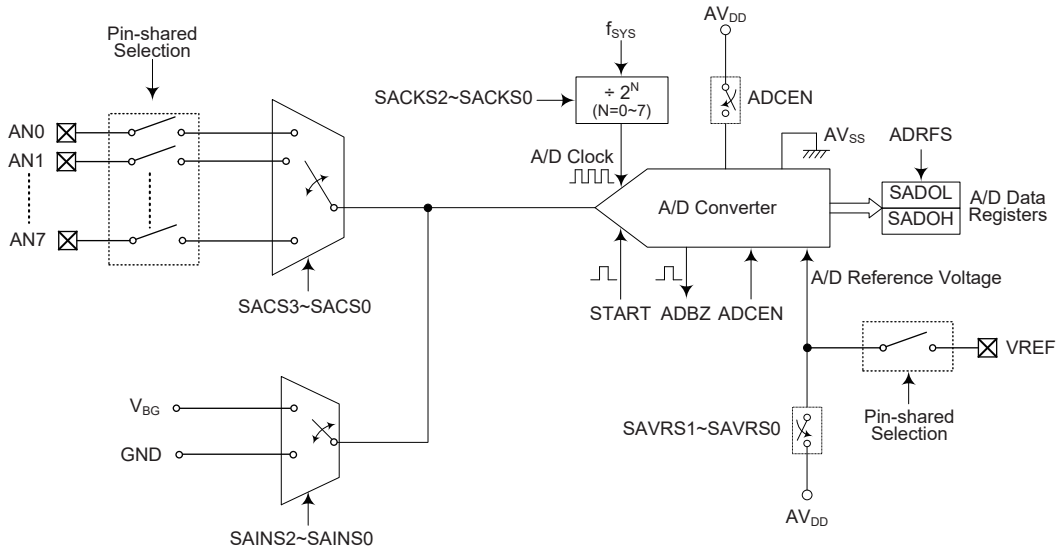 Pin-shared
Selection
AN0
AN1
AN7
SACS3~SACS0
V_BG
GND
SAINS2~SAINS0
f_SYS
SACKS2~SACKS0
÷ 2^N
(N=0~7)
A/D Clock
AV_DD
ADCEN
AV_SS
A/D Converter
ADRFS
SADOL
SADOH
A/D Data
Registers
START
ADBZ
ADCEN
A/D Reference Voltage
VREF
Pin-shared
Selection
SAVRS1~SAVRS0
AV_DD